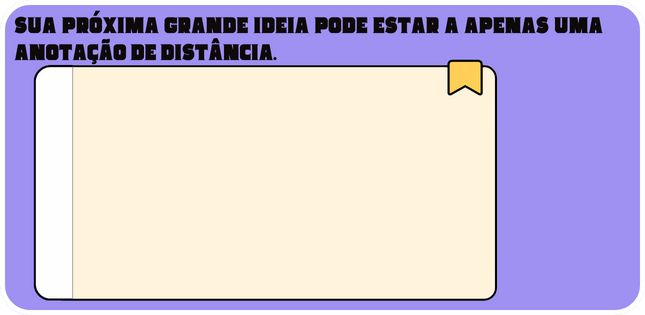 SUA PRÓXIMA GRANDE IDEIA PODE ESTAR A APENAS UMA
ANOTAÇÃO DE DISTÂNCIA.